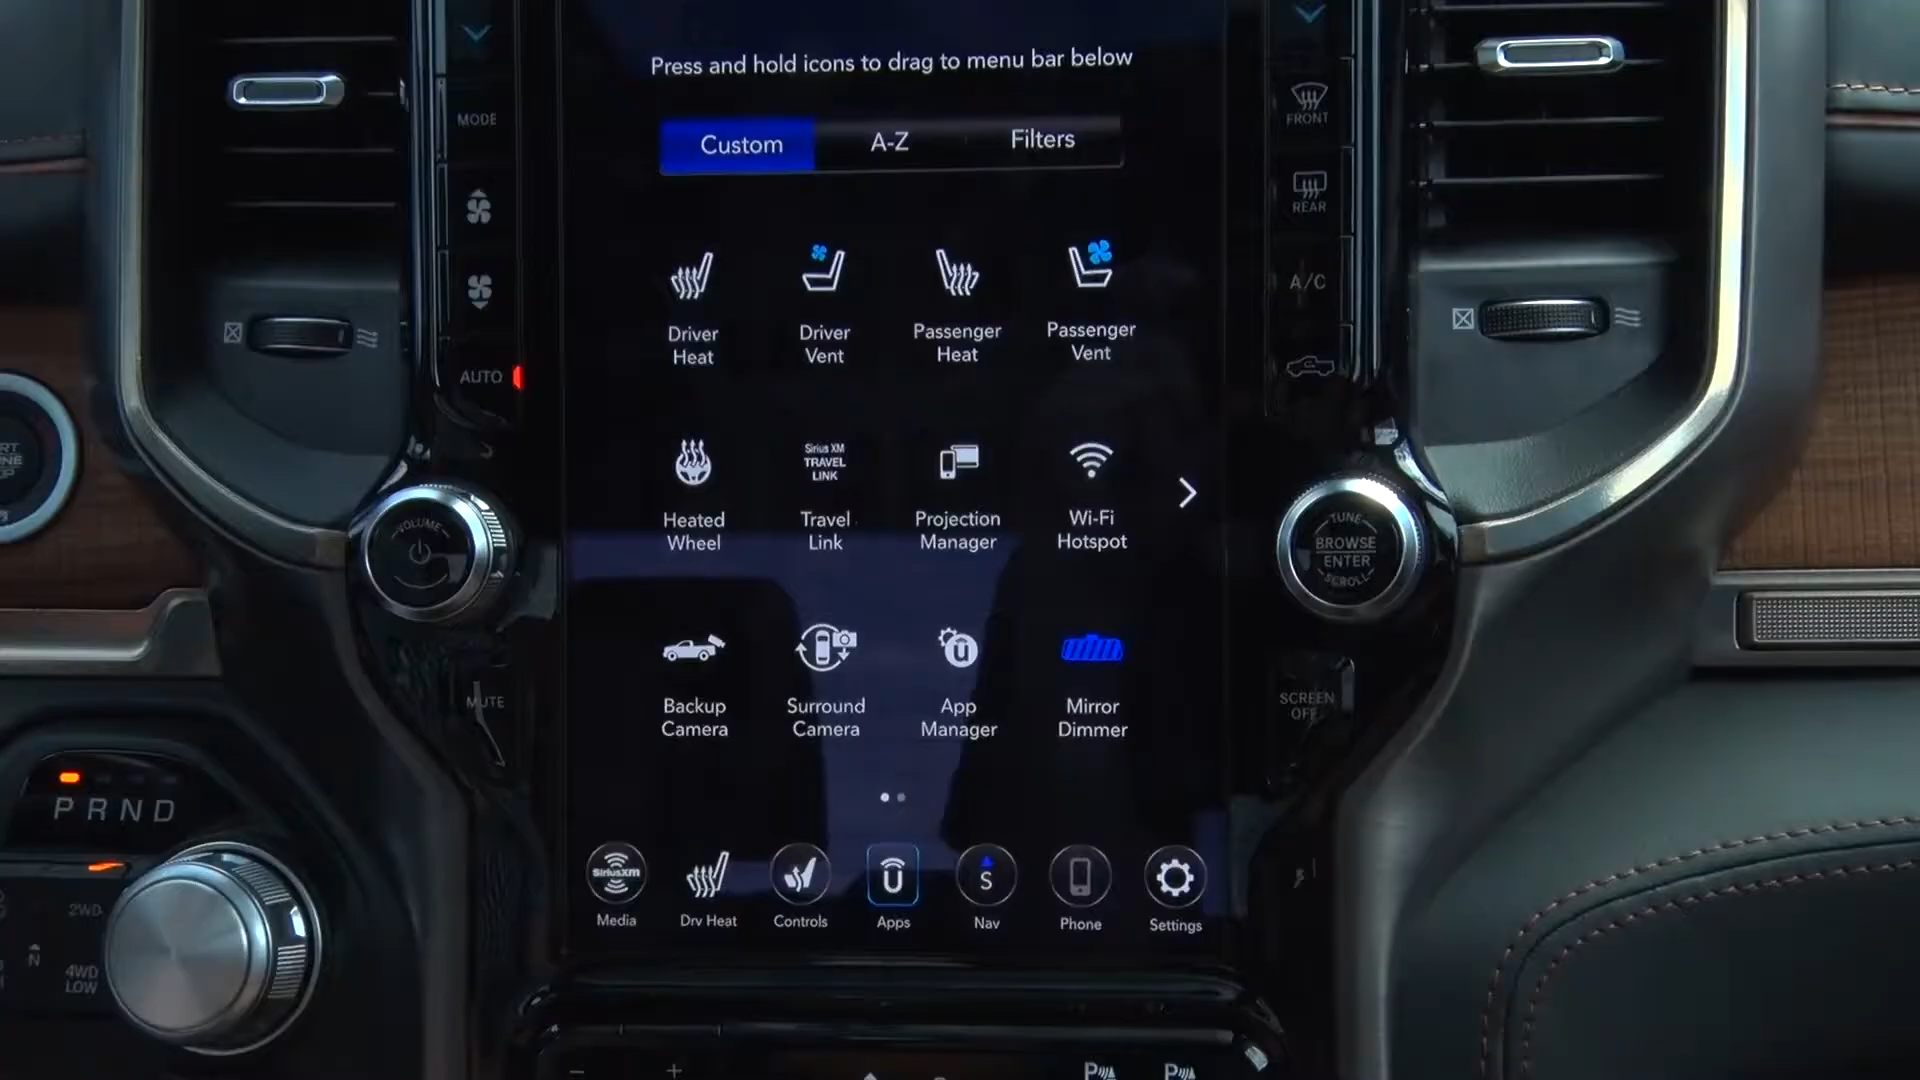 Press and hold icons to drag to menu bar below
Custom
A-Z
Filters
MODE
AUTO
FRONT
REAR
A/C
Driver
Heat
Driver
Vent
Passenger
Heat
Passenger
Vent
Sirius XM
TRAVEL
LINK
Heated
Wheel
Travel
Link
Projection
Manager
Wi-Fi
Hotspot
VOLUME
TUNE
BROWSE
ENTER
SCROLL
MUTE
SCREEN
OFF
Backup
Camera
Surround
Camera
App
Manager
Mirror
Dimmer
P R N D
2WD
N
4WD
LOW
SiriusXM
S
Media
Drv Heat
Controls
Apps
Nav
Phone
Settings